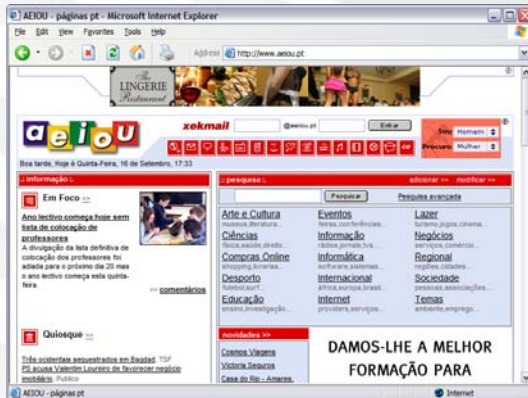 AEIOU - páginas pt - Microsoft Internet Explorer
File Edit View Favorites Tools Help
Address http://www.aeiou.pt
The
LINGERIE
Restaurant
aeiou
xekmail @aeiou.pt Entrar
Sou Homem
Procuro Mulher
Boa tarde, Hoje é Quinta-Feira, 16 de Setembro, 17:33
.: informação :.
Em Foco >>
Ano lectivo começa hoje sem
lista de colocação de
professores
A divulgação da lista definitiva de
colocação dos professores foi
adiada para o próximo dia 20 mas
o ano lectivo começa esta quinta-
feira.
>> comentários
Quiosque >>
Três ocidentais sequestrados em Bagdad, TSF
PS acusa Valentim Loureiro de favorecer negócio
imobiliário, Publico
.: pesquisa :. adicionar >> modificar >>
Pesquisar Pesquisa avançada
Arte e Cultura Eventos Lazer
museus,literatura... feiras,conferências... turismo,jogos,cinema...
Ciências Informação Negócios
física,saúde,direito... rádios,jornais,tvs... serviços,comércio...
Compras Online Informática Regional
shopping,livrarias... software,sistemas... regiões,cidades...
Desporto Internacional Sociedade
futebol,surf... áfrica,europa,brasil... pessoas,associações...
Educação Internet Temas
ensino,investigação... providers,serviços... ambiente,emprego...
novidades >>
Cosmos Viagens
Victoria Seguros
Casa do Rio - Amares,
DAMOS-LHE A MELHOR
FORMAÇÃO PARA
AEIOU - páginas pt Internet